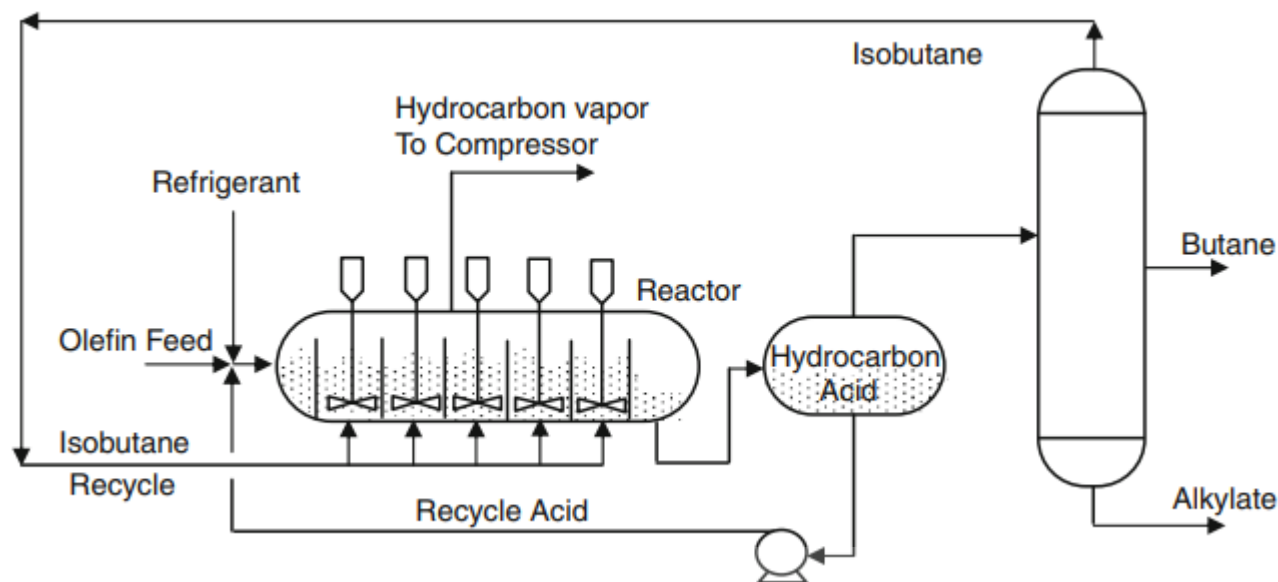 Isobutane
Hydrocarbon vapor
To Compressor
Refrigerant
Butane
Reactor
Olefin Feed
Hydrocarbon
Acid
Isobutane
Recycle
Alkylate
Recycle Acid